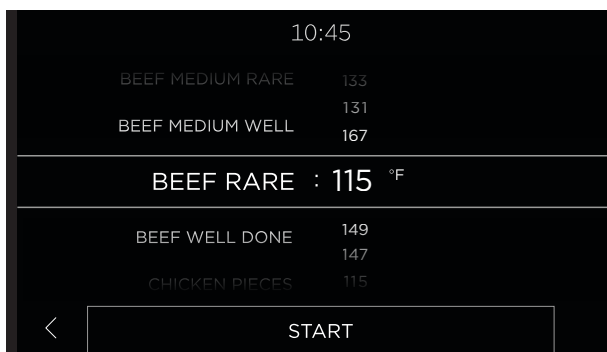 10:45
BEEF MEDIUM RARE 133
131
BEEF MEDIUM WELL 167
BEEF RARE : 115 °F
BEEF WELL DONE 149
147
CHICKEN PIECES 115
< START